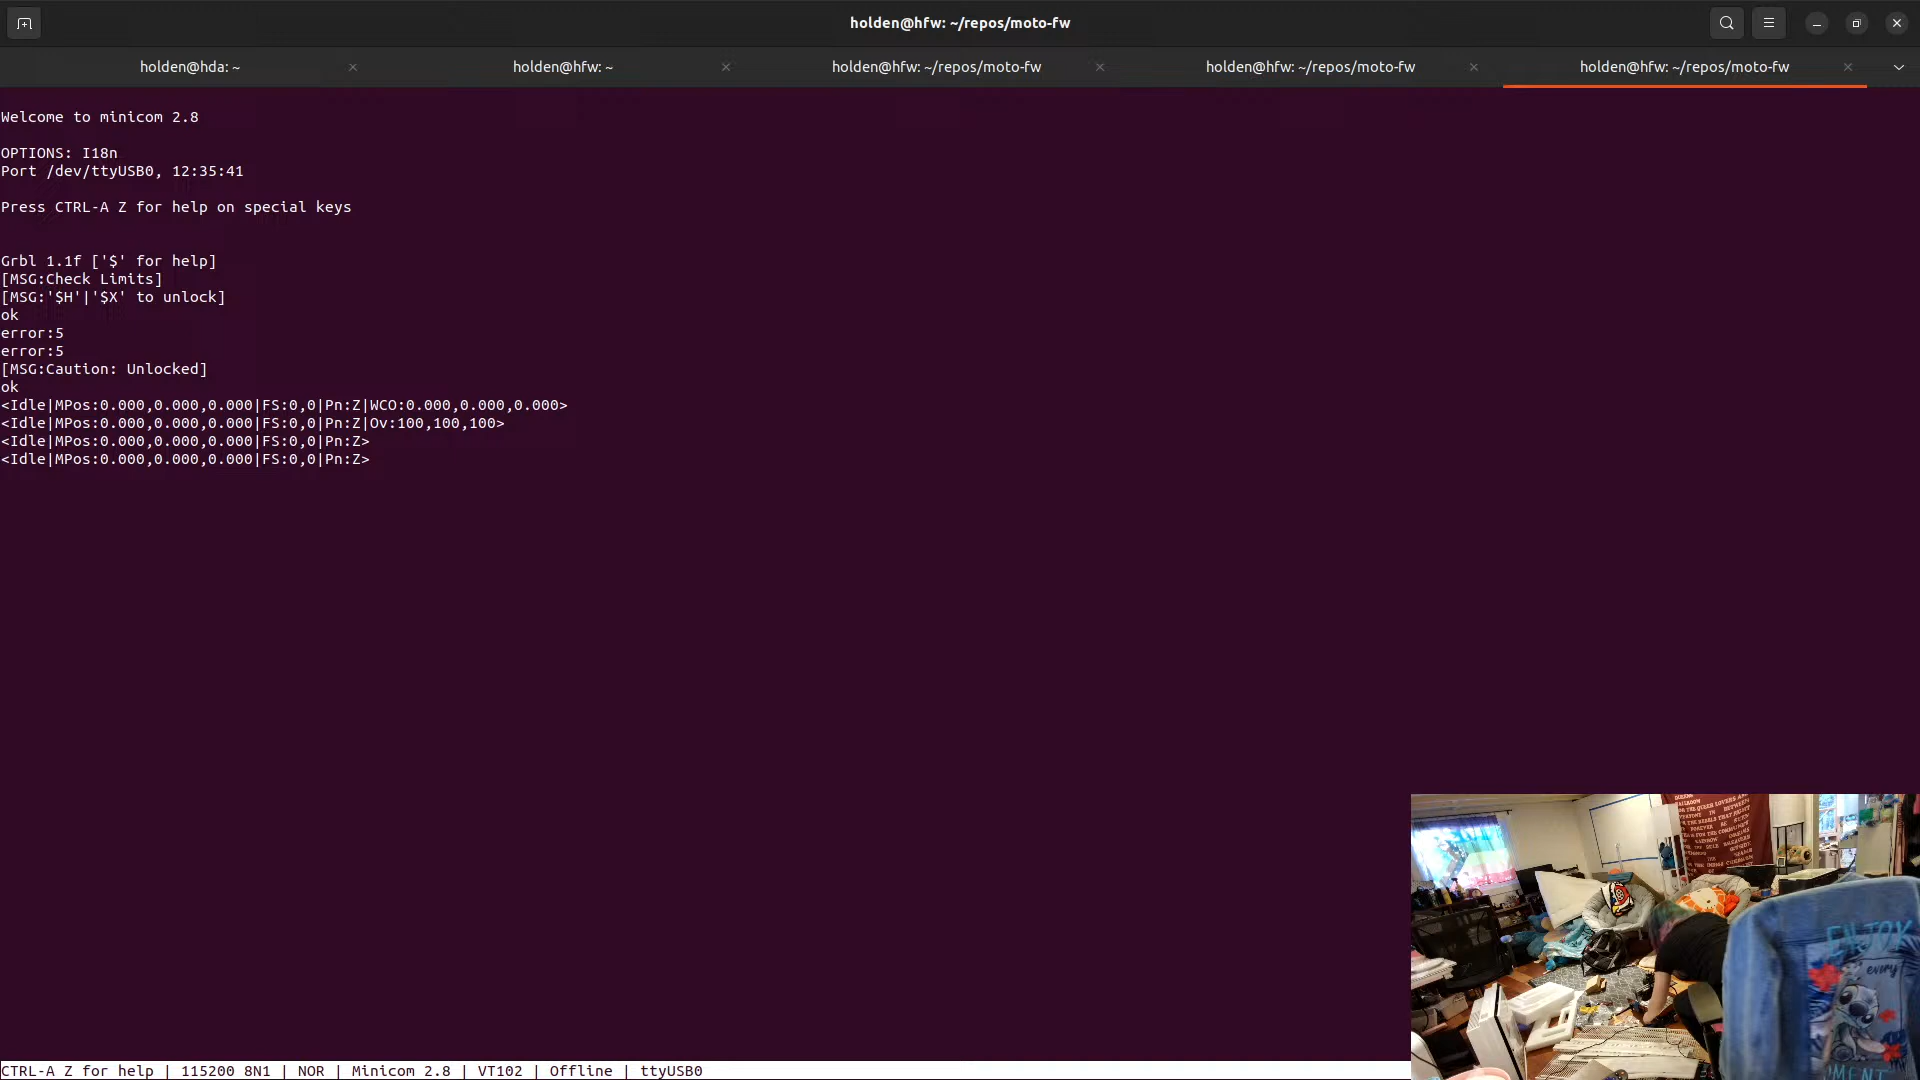 holden@hfw: ~/repos/moto-fw
holden@hda: ~
holden@hfw: ~
holden@hfw: ~/repos/moto-fw
holden@hfw: ~/repos/moto-fw
holden@hfw: ~/repos/moto-fw
Welcome to minicom 2.8
OPTIONS: I18n
Port /dev/ttyUSB0, 12:35:41
Press CTRL-A Z for help on special keys
Grbl 1.1f ['$' for help]
[MSG:Check Limits]
[MSG:'$H'|'$X' to unlock]
ok
error:5
error:5
[MSG:Caution: Unlocked]
ok
<Idle|MPos:0.000,0.000,0.000|FS:0,0|Pn:Z|WCO:0.000,0.000,0.000>
<Idle|MPos:0.000,0.000,0.000|FS:0,0|Pn:Z|Ov:100,100,100>
<Idle|MPos:0.000,0.000,0.000|FS:0,0|Pn:Z>
<Idle|MPos:0.000,0.000,0.000|FS:0,0|Pn:Z>
ENJOY
every
MENT
CTRL-A Z for help | 115200 8N1 | NOR | Minicom 2.8 | VT102 | Offline | ttyUSB0